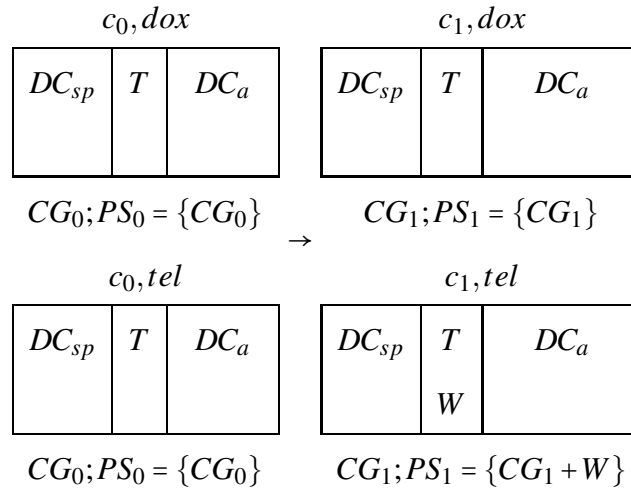 c₀, dox c₁, dox
DCₛₚ T DCₐ DCₛₚ T DCₐ
CG₀; PS₀ = {CG₀} CG₁; PS₁ = {CG₁}
→
c₀, tel c₁, tel
DCₛₚ T DCₐ DCₛₚ T DCₐ
W
CG₀; PS₀ = {CG₀} CG₁; PS₁ = {CG₁ + W}